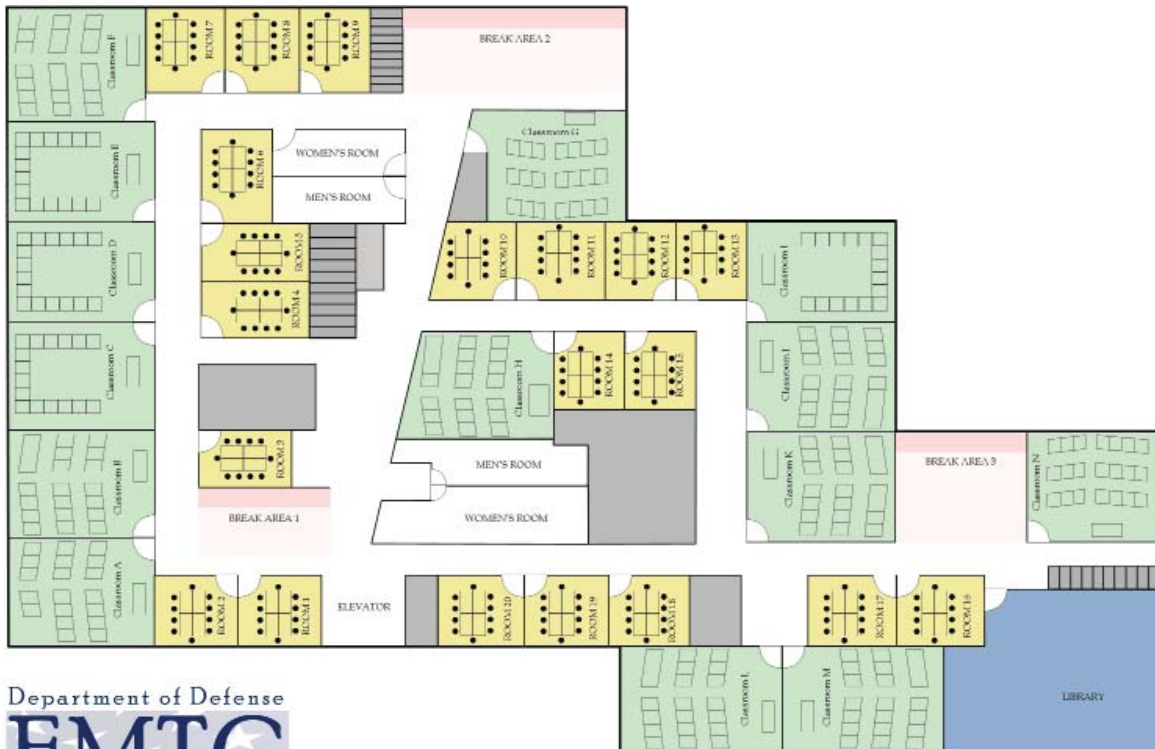 Classroom F
ROOM 7
ROOM 8
ROOM 9
BREAK AREA 2
Classroom G
Classroom E
ROOM 6
WOMEN'S ROOM
MEN'S ROOM
Classroom D
ROOM 5
ROOM 4
ROOM 10
ROOM 11
ROOM 12
ROOM 13
Classroom I
Classroom C
Classroom H
ROOM 14
ROOM 15
Classroom J
Classroom B
ROOM 3
MEN'S ROOM
WOMEN'S ROOM
Classroom K
BREAK AREA 3
Classroom N
BREAK AREA 1
Classroom A
ROOM 2
ROOM 1
ELEVATOR
ROOM 20
ROOM 19
ROOM 18
ROOM 17
ROOM 16
Classroom L
Classroom M
LIBRARY
Department of Defense
EMTC